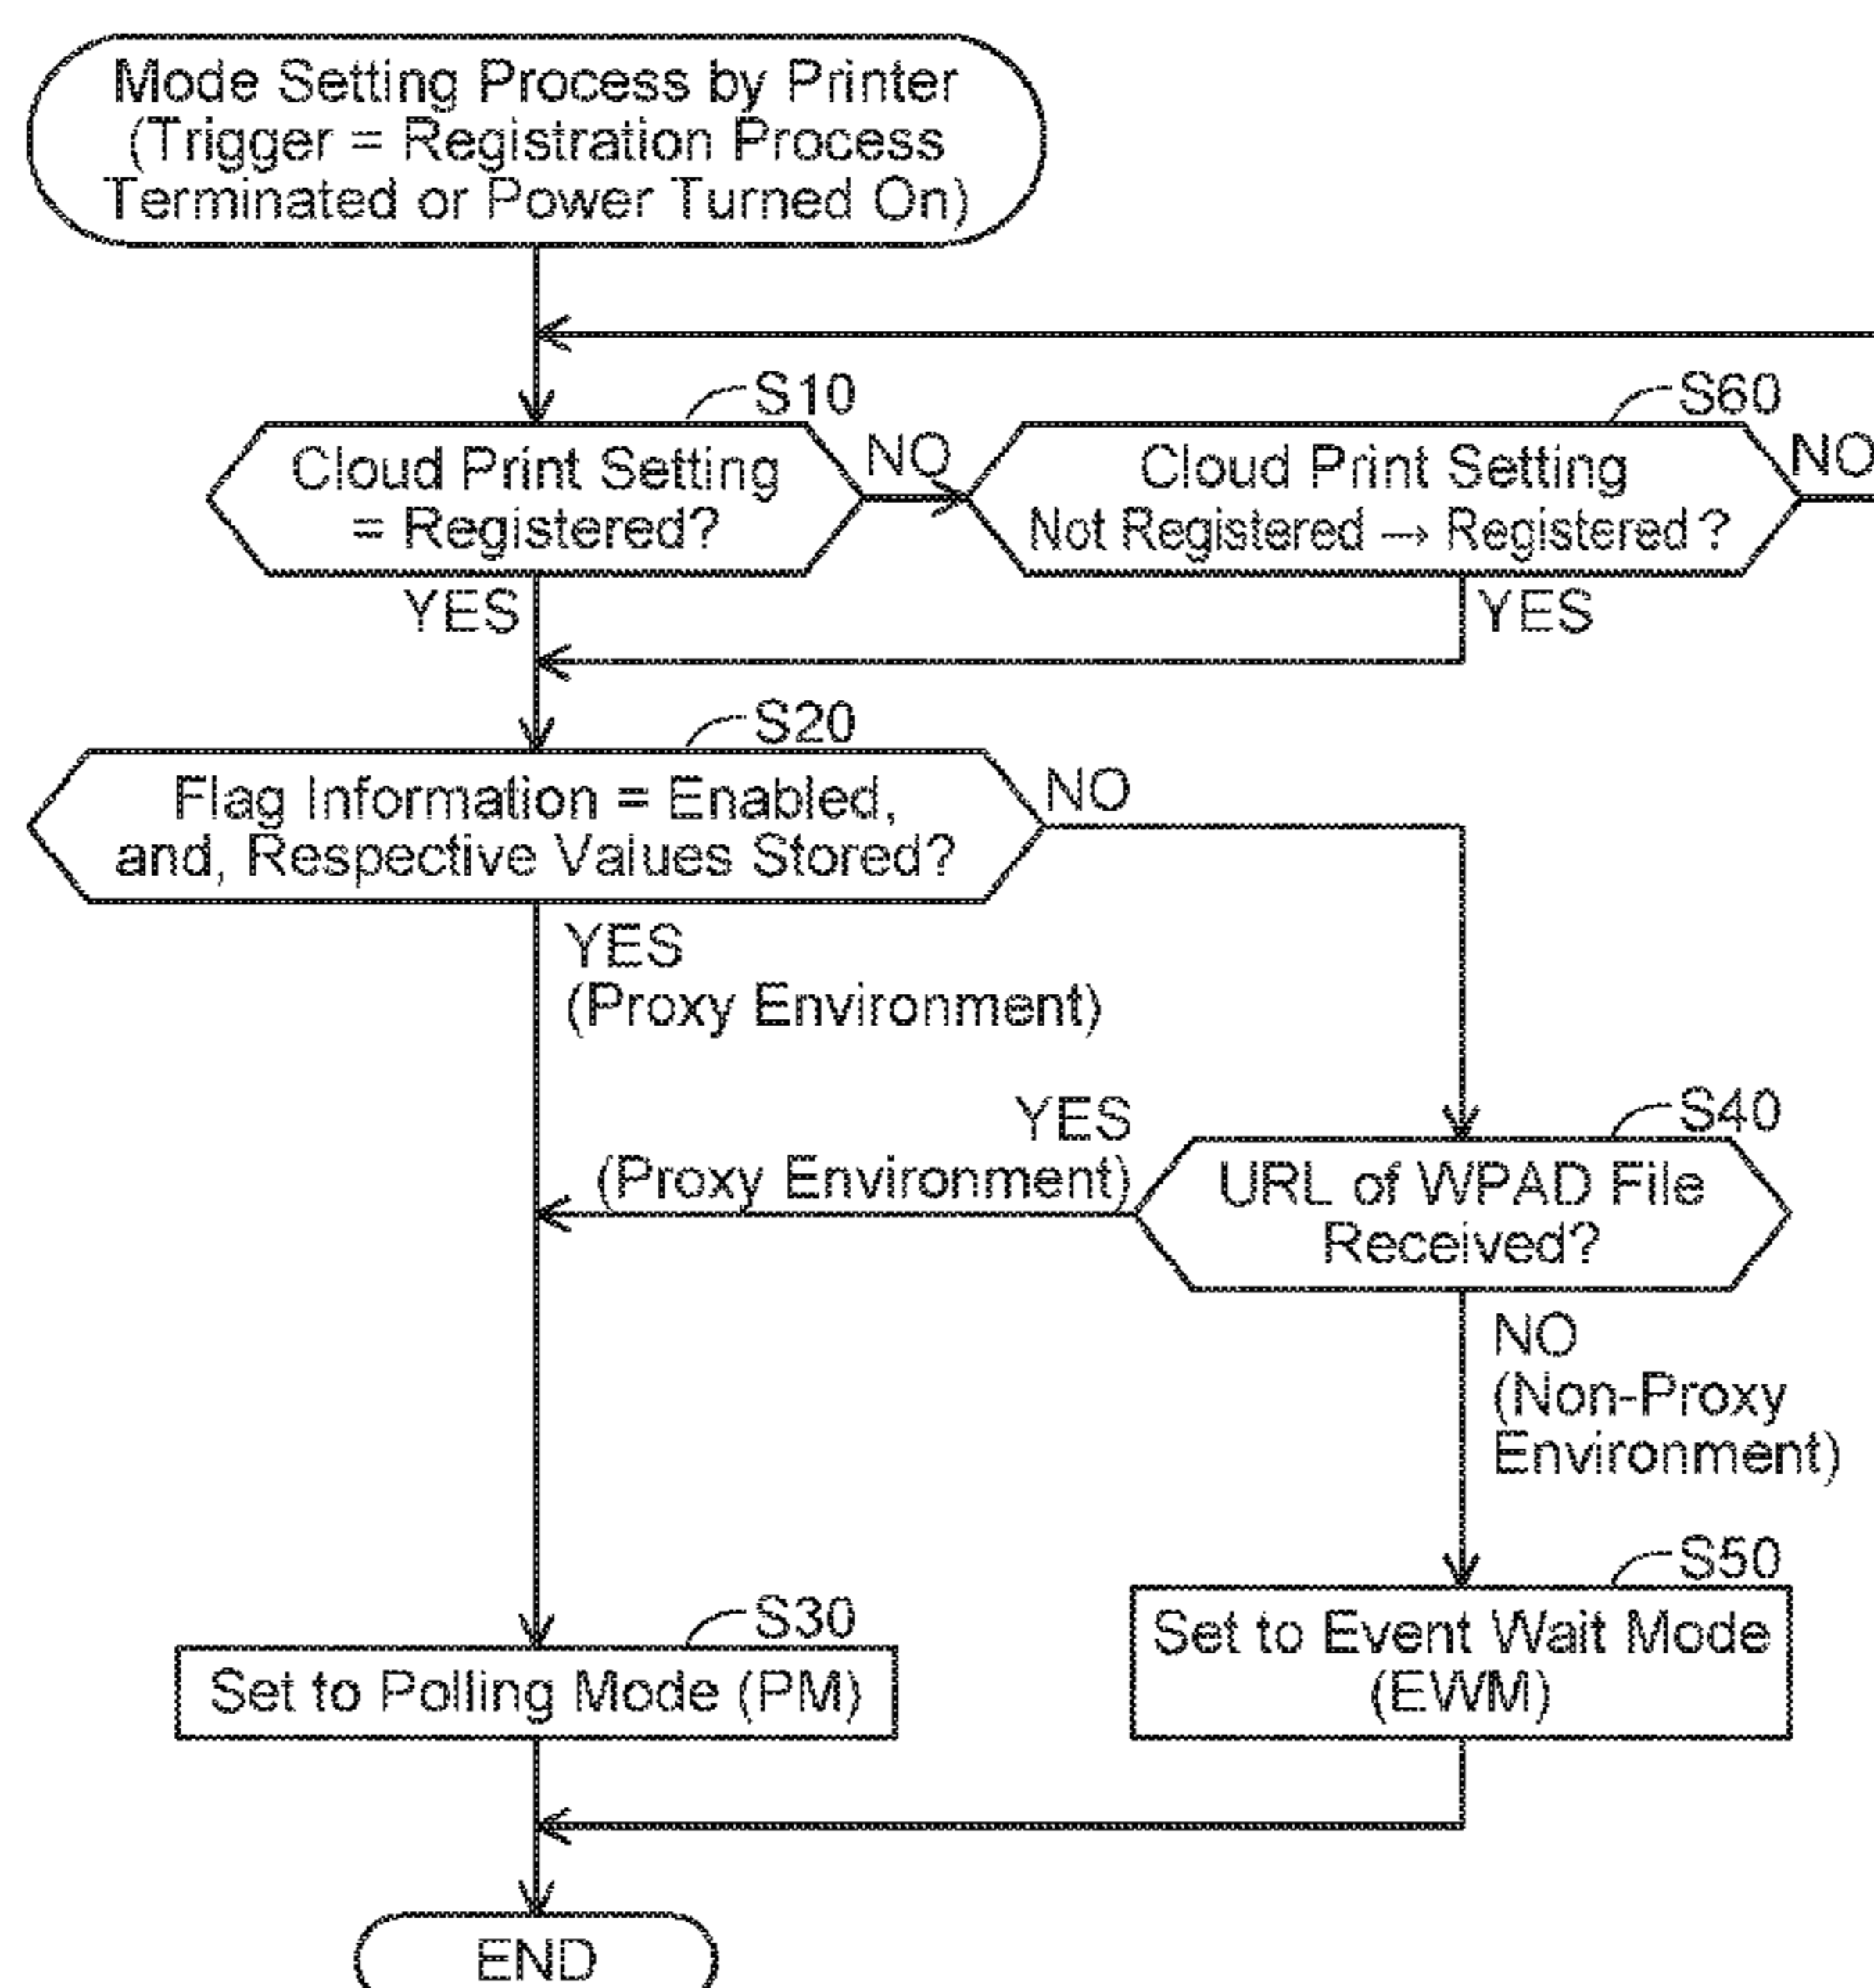 Mode Setting Process by Printer
(Trigger = Registration Process
Terminated or Power Turned On)
S10
Cloud Print Setting
= Registered?
NO
YES
S60
Cloud Print Setting
Not Registered → Registered ?
NO
YES
S20
Flag Information = Enabled,
and, Respective Values Stored?
NO
YES
(Proxy Environment)
S40
URL of WPAD File
Received?
YES
(Proxy Environment)
NO
(Non-Proxy
Environment)
S30
Set to Polling Mode (PM)
S50
Set to Event Wait Mode
(EWM)
END